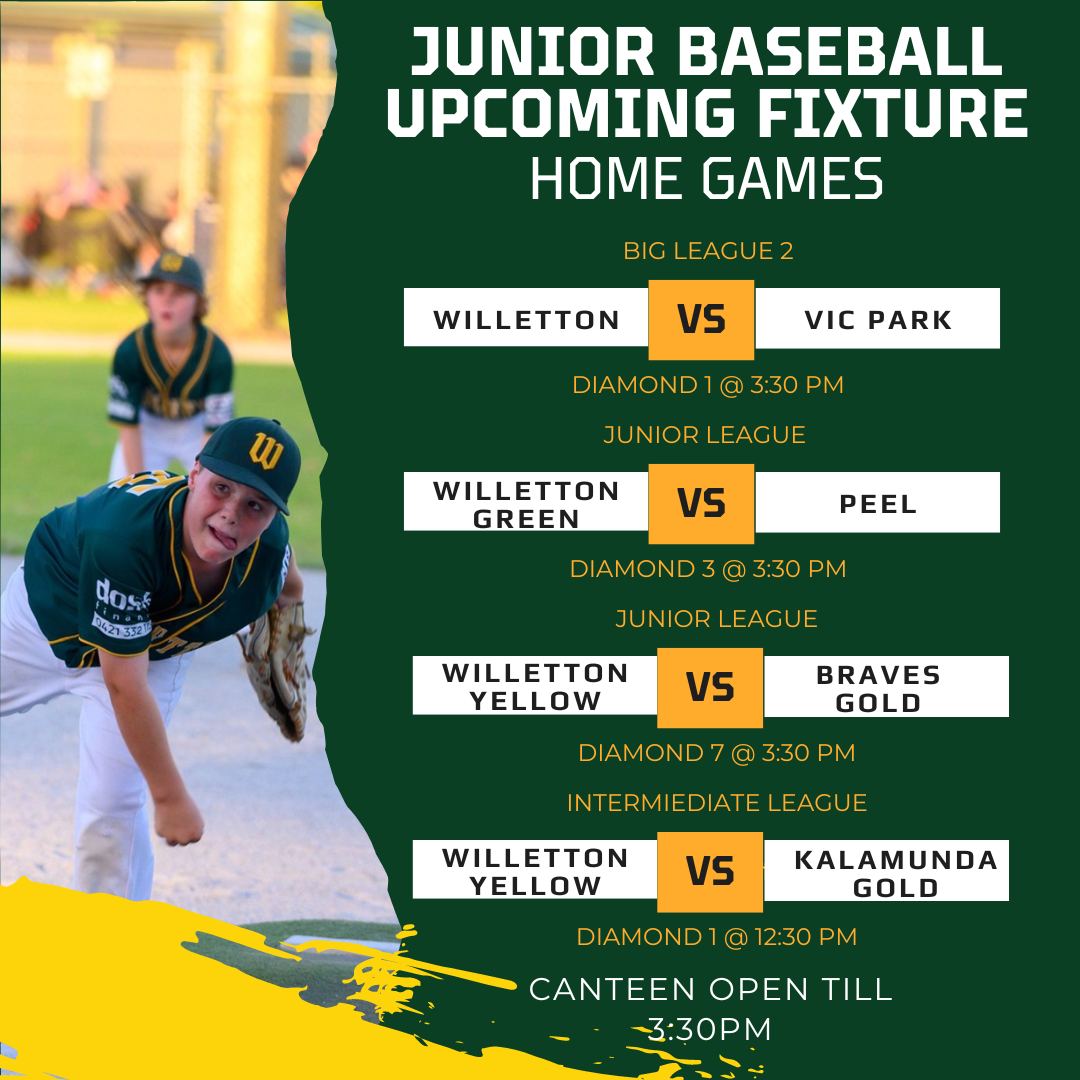 JUNIOR BASEBALL
UPCOMING FIXTURE
HOME GAMES
BIG LEAGUE 2
WILLETTON VS VIC PARK
DIAMOND 1 @ 3:30 PM
JUNIOR LEAGUE
WILLETTON
GREEN
VS
PEEL
DIAMOND 3 @ 3:30 PM
JUNIOR LEAGUE
WILLETTON
YELLOW
VS
BRAVES
GOLD
DIAMOND 7 @ 3:30 PM
INTERMIEDIATE LEAGUE
WILLETTON
YELLOW
VS
KALAMUNDA
GOLD
DIAMOND 1 @ 12:30 PM
CANTEEN OPEN TILL
3:30PM
W
0421 332